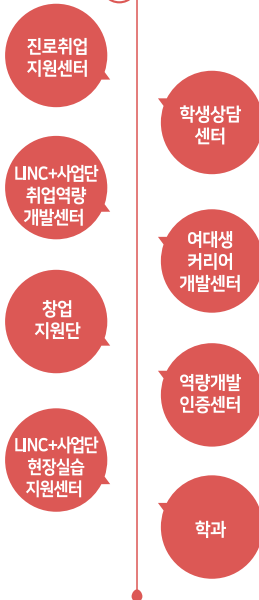 진로취업
지원센터
학생상담
센터
LINC+사업단
취업역량
개발센터
여대생
커리어
개발센터
창업
지원단
역량개발
인증센터
LINC+사업단
현장실습
지원센터
학과